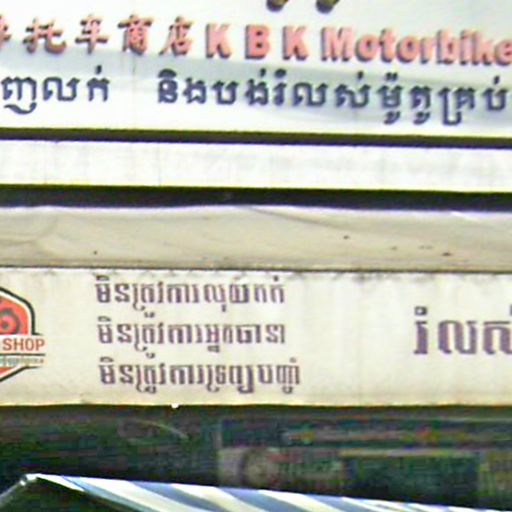 托车商店 KBK Motorbike
ញលក់ និងបង់រំលស់ម៉ូតូគ្រប់
មិនត្រូវការលុយកក់
មិនត្រូវការអ្នកធានា
មិនត្រូវការទ្រព្យបញ្ចាំ
SHOP
រំលស់